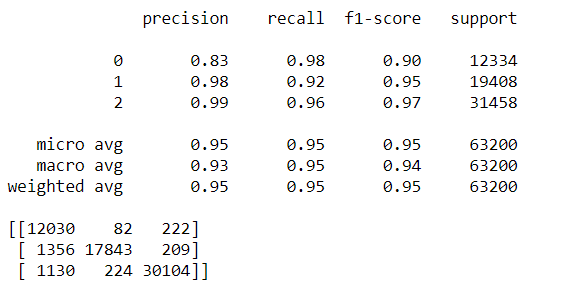 precision recall f1-score support
0 0.83 0.98 0.90 12334
1 0.98 0.92 0.95 19408
2 0.99 0.96 0.97 31458
micro avg 0.95 0.95 0.95 63200
macro avg 0.93 0.95 0.94 63200
weighted avg 0.95 0.95 0.95 63200
[[12030 82 222]
[ 1356 17843 209]
[ 1130 224 30104]]